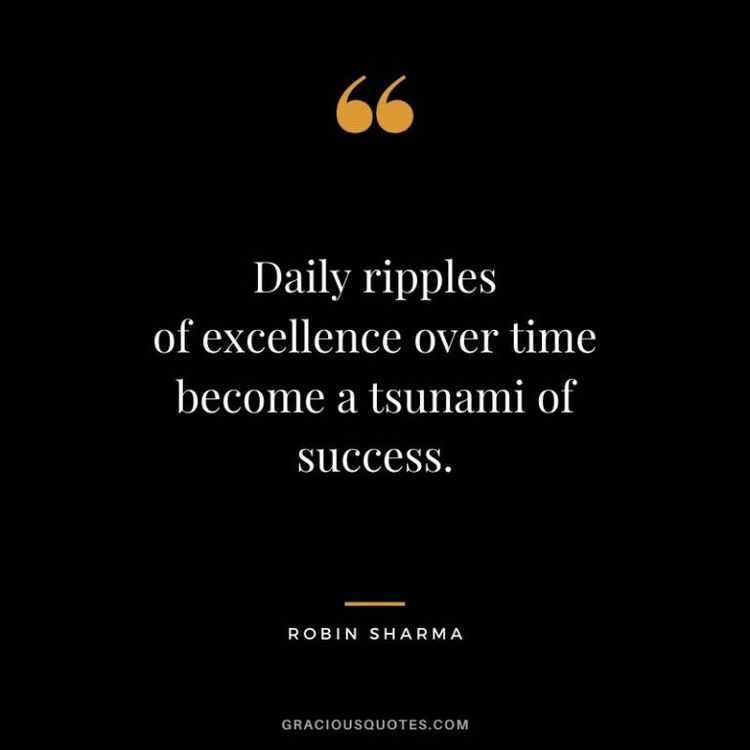 “
Daily ripples
of excellence over time
become a tsunami of
success.
ROBIN SHARMA
GRACIOUSQUOTES.COM